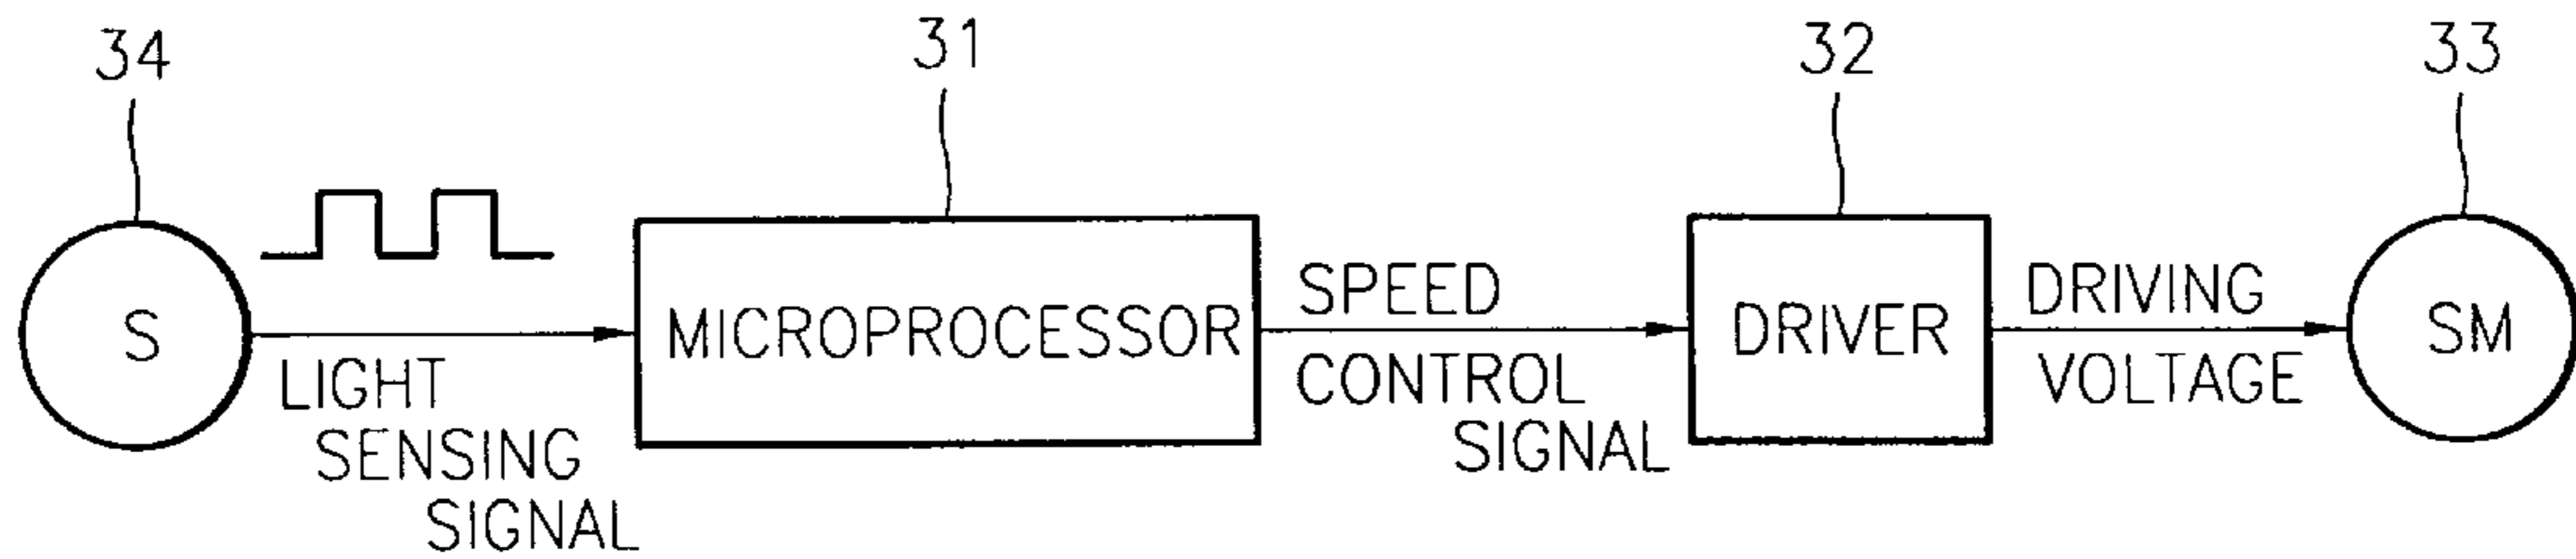 34
31
32
33
S
LIGHT
SENSING
SIGNAL
MICROPROCESSOR
SPEED
CONTROL
SIGNAL
DRIVER
DRIVING
VOLTAGE
SM